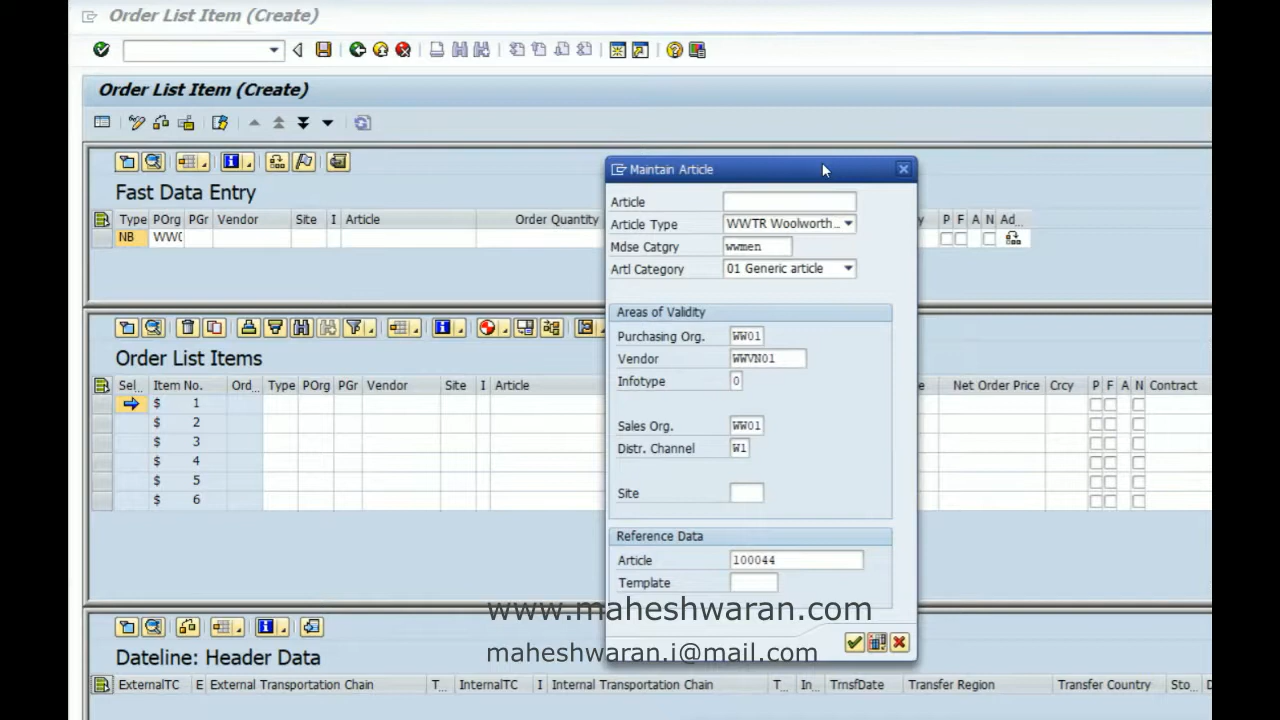 Order List Item (Create)
Order List Item (Create)
Fast Data Entry
Type POrg PGr Vendor Site I Article Order Quantity P F A N Ad..
NB
Maintain Article
Article
Article Type WWTR Woolworth...
Mdse Catgry wwmen
Artl Category 01 Generic article
Areas of Validity
Purchasing Org. WW01
Vendor WWVN01
Infotype 0
Sales Org. WW01
Distr. Channel W1
Site
Reference Data
Article 100044
Template
Order List Items
Sel.. Item No. Ord... Type POrg PGr Vendor Site I Article Net Order Price Crcy P F A N Contract
$ 1
$ 2
$ 3
$ 4
$ 5
$ 6
www.maheshwaran.com
maheshwaran.i@mail.com
Dateline: Header Data
ExternalTC E External Transportation Chain T... InternalTC I Internal Transportation Chain T... In.. TrnsfDate Transfer Region Transfer Country Sto...